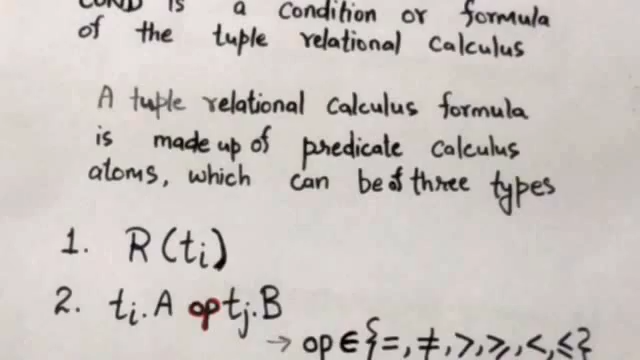 COND is a condition or formula
of the tuple relational calculus
A tuple relational calculus formula
is made up of predicate calculus
atoms, which can be of three types
1. R(ti)
2. ti.A op tj.B
→ op ∈ {=, ≠, >, ≥, <, ≤}